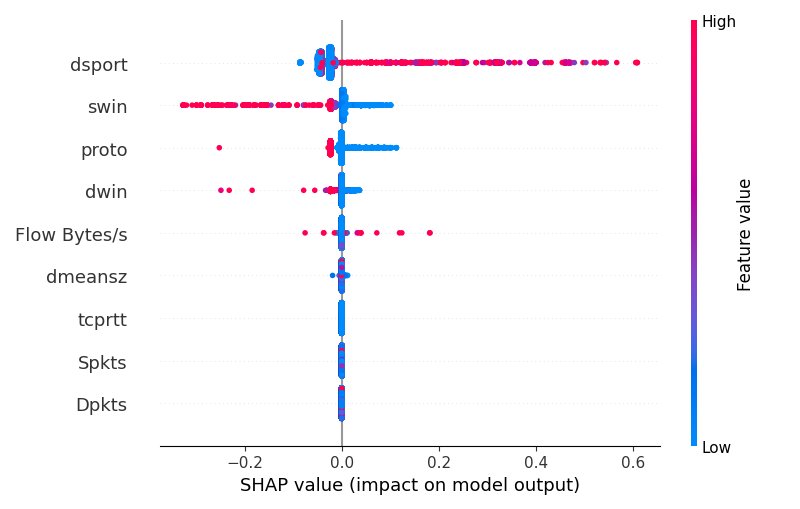 High
dsport
swin
proto
dwin
Flow Bytes/s
dmeansz
tcprtt
Spkts
Dpkts
Feature value
Low
−0.2 0.0 0.2 0.4 0.6
SHAP value (impact on model output)